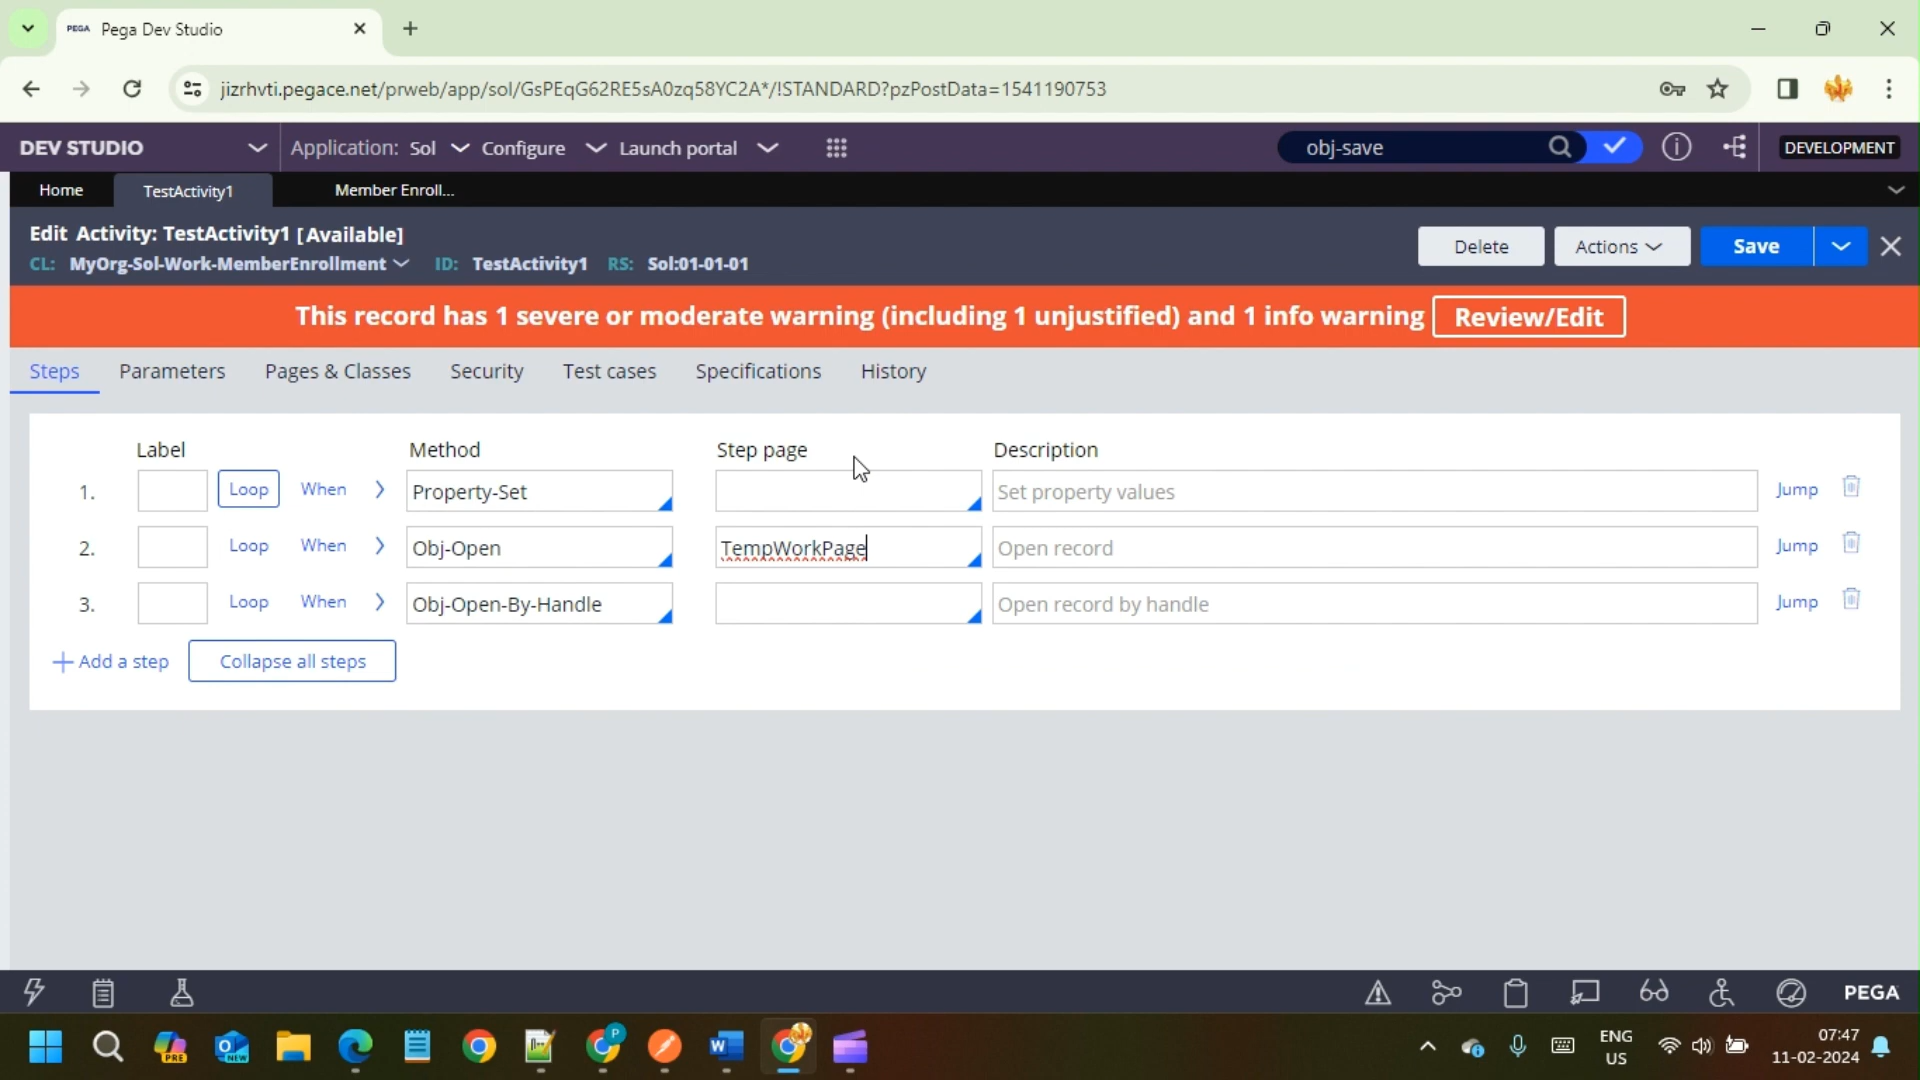 PEGA Pega Dev Studio
jizrhvti.pegace.net/prweb/app/sol/GsPEqG62RE5sA0zq58YC2A*/!STANDARD?pzPostData=1541190753
DEV STUDIO Application: Sol Configure Launch portal obj-save DEVELOPMENT
Home TestActivity1 Member Enroll...
Edit Activity: TestActivity1 [Available] Delete Actions Save
CL: MyOrg-Sol-Work-MemberEnrollment ID: TestActivity1 RS: Sol:01-01-01
This record has 1 severe or moderate warning (including 1 unjustified) and 1 info warning Review/Edit
Steps Parameters Pages & Classes Security Test cases Specifications History
Label Method Step page Description
1. Loop When Property-Set Set property values Jump
2. Loop When Obj-Open TempWorkPage Open record Jump
3. Loop When Obj-Open-By-Handle Open record by handle Jump
+ Add a step Collapse all steps
PEGA
PRE NEW P ENG US 07:47
11-02-2024